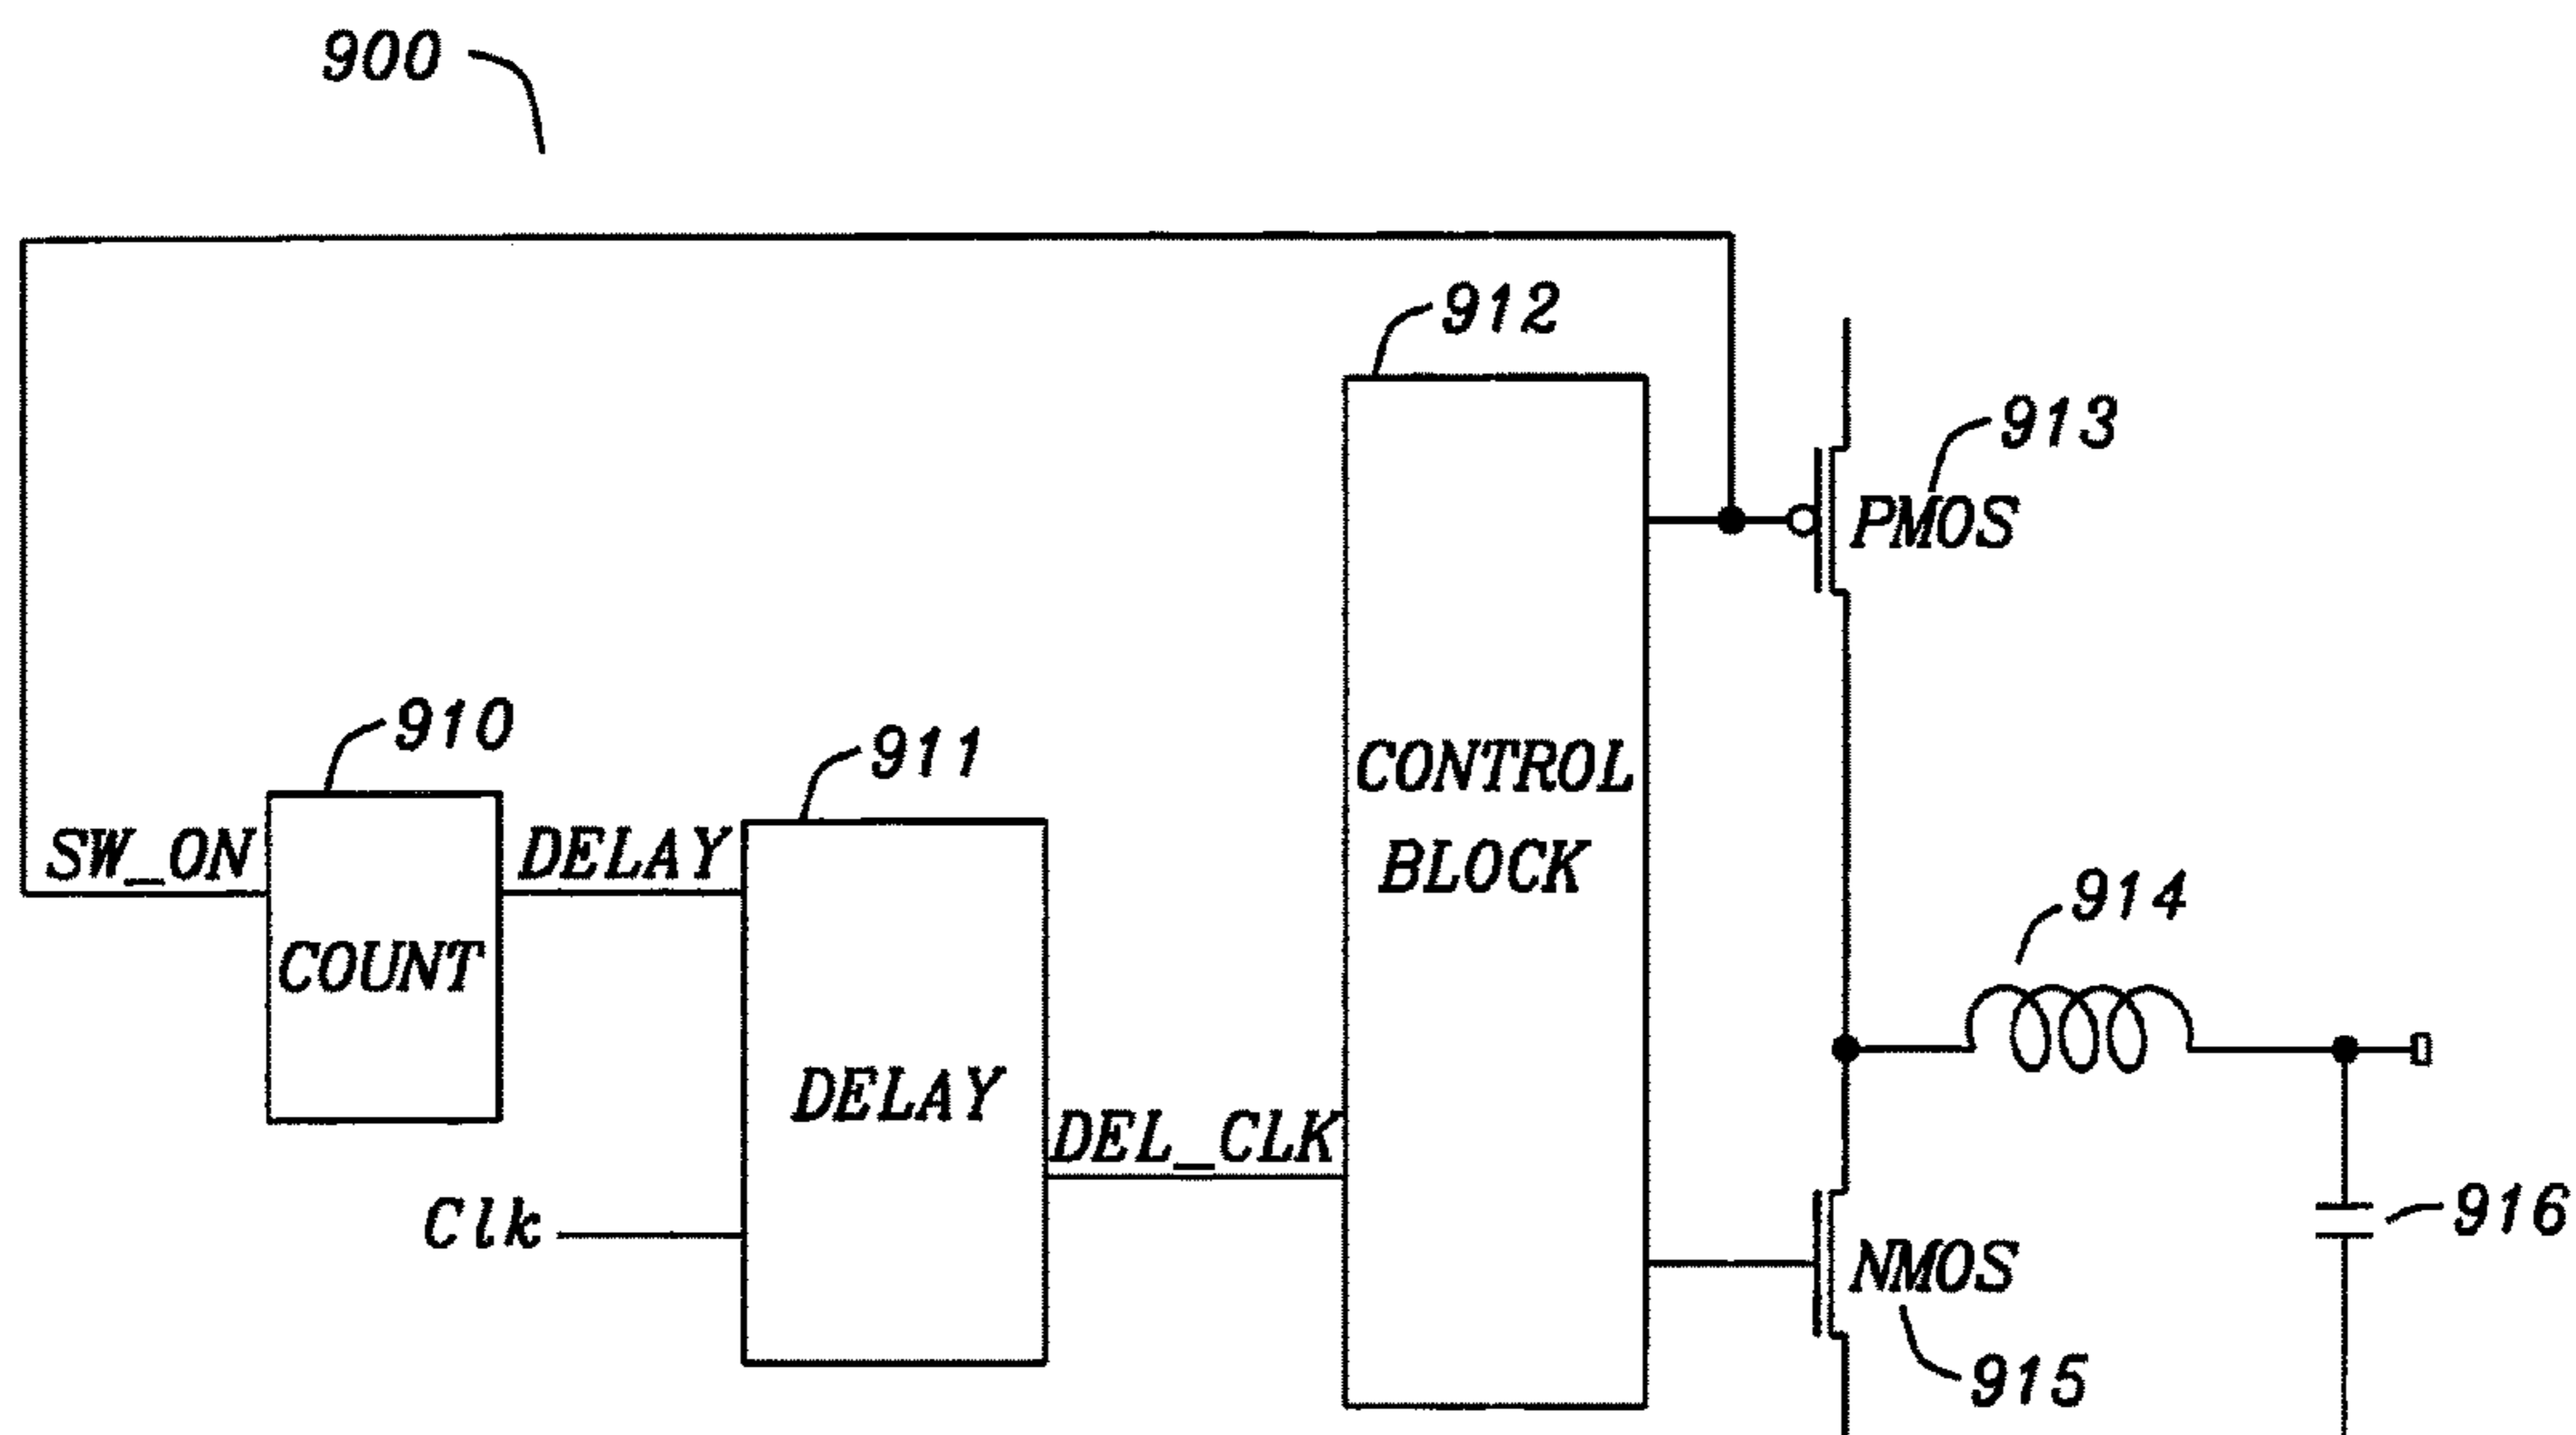 900
912
913
PMOS
910
911
SW_ON
DELAY
CONTROL
BLOCK
COUNT
914
DELAY
DEL_CLK
Clk
916
NMOS
915